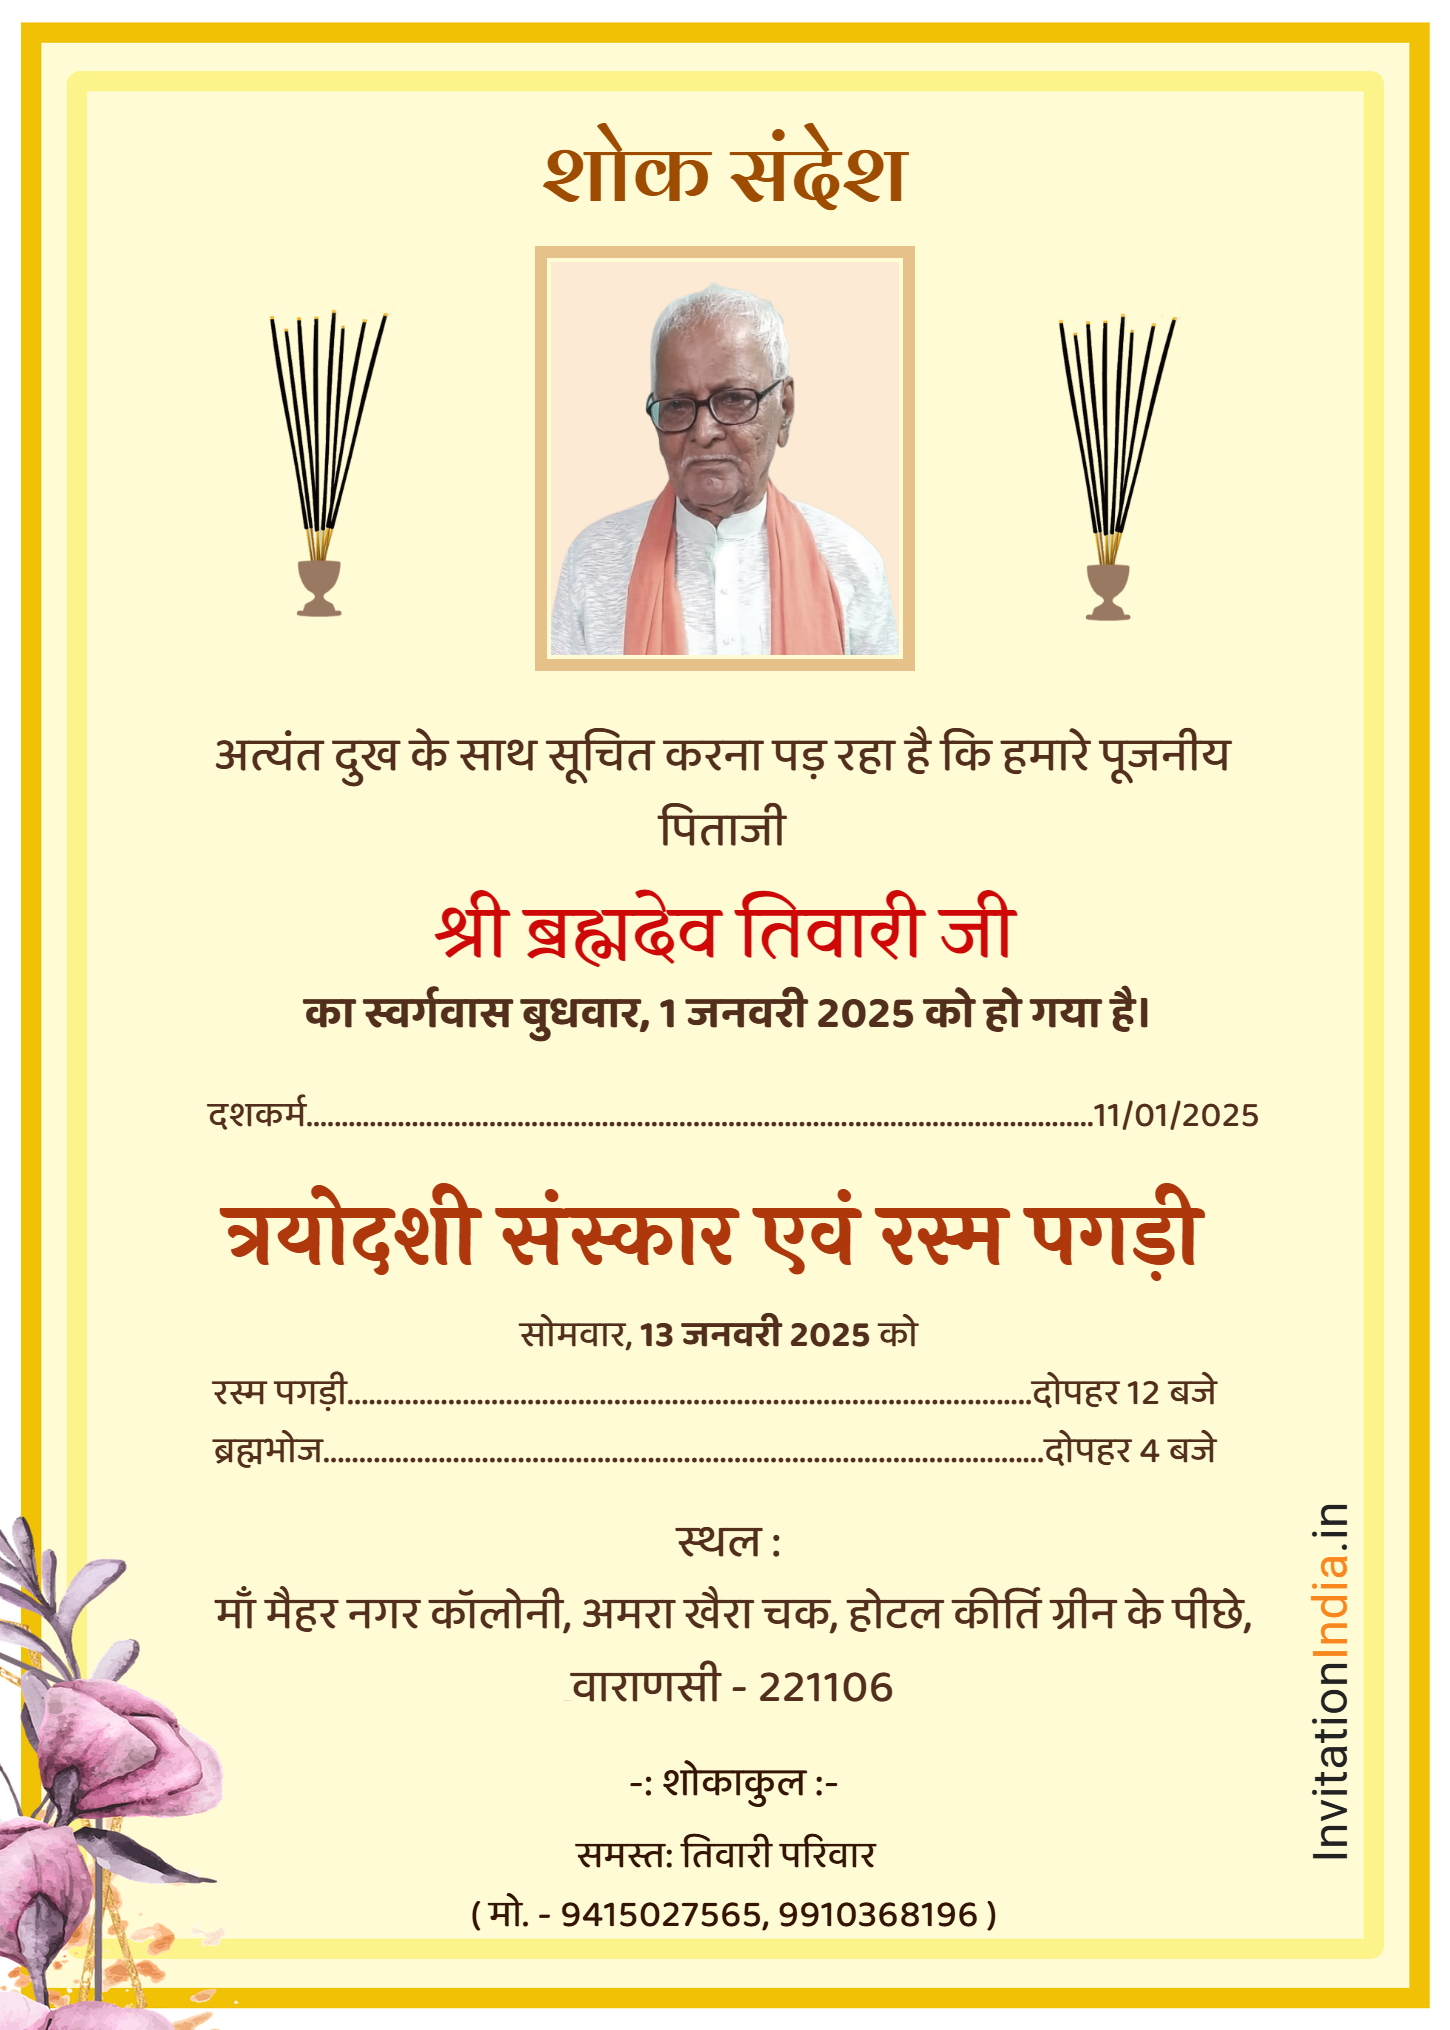 शोक संदेश
अत्यंत दुख के साथ सूचित करना पड़ रहा है कि हमारे पूजनीय
पिताजी
श्री ब्रह्मदेव तिवारी जी
का स्वर्गवास बुधवार, 1 जनवरी 2025 को हो गया है।
दशकर्म................................................................................................................11/01/2025
त्रयोदशी संस्कार एवं रस्म पगड़ी
सोमवार, 13 जनवरी 2025 को
रस्म पगड़ी.................................................................................................दोपहर 12 बजे
ब्रह्मभोज......................................................................................................दोपहर 4 बजे
स्थल :
माँ मैहर नगर कॉलोनी, अमरा खैरा चक, होटल कीर्ति ग्रीन के पीछे,
वाराणसी - 221106
-: शोकाकुल :-
समस्त: तिवारी परिवार
( मो. - 9415027565, 9910368196 )
InvitationIndia.in